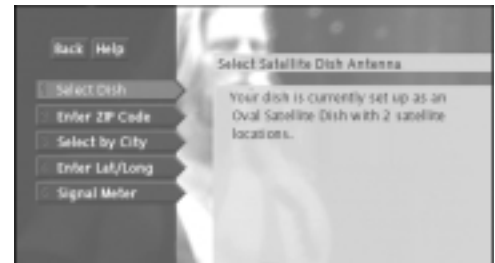 Back Help
Select Satellite Dish Antenna
Select Dish
Enter ZIP Code
Select by City
Enter Lat/Long
Signal Meter
Your dish is currently set up as an
Oval Satellite Dish with 2 satellite
locations.